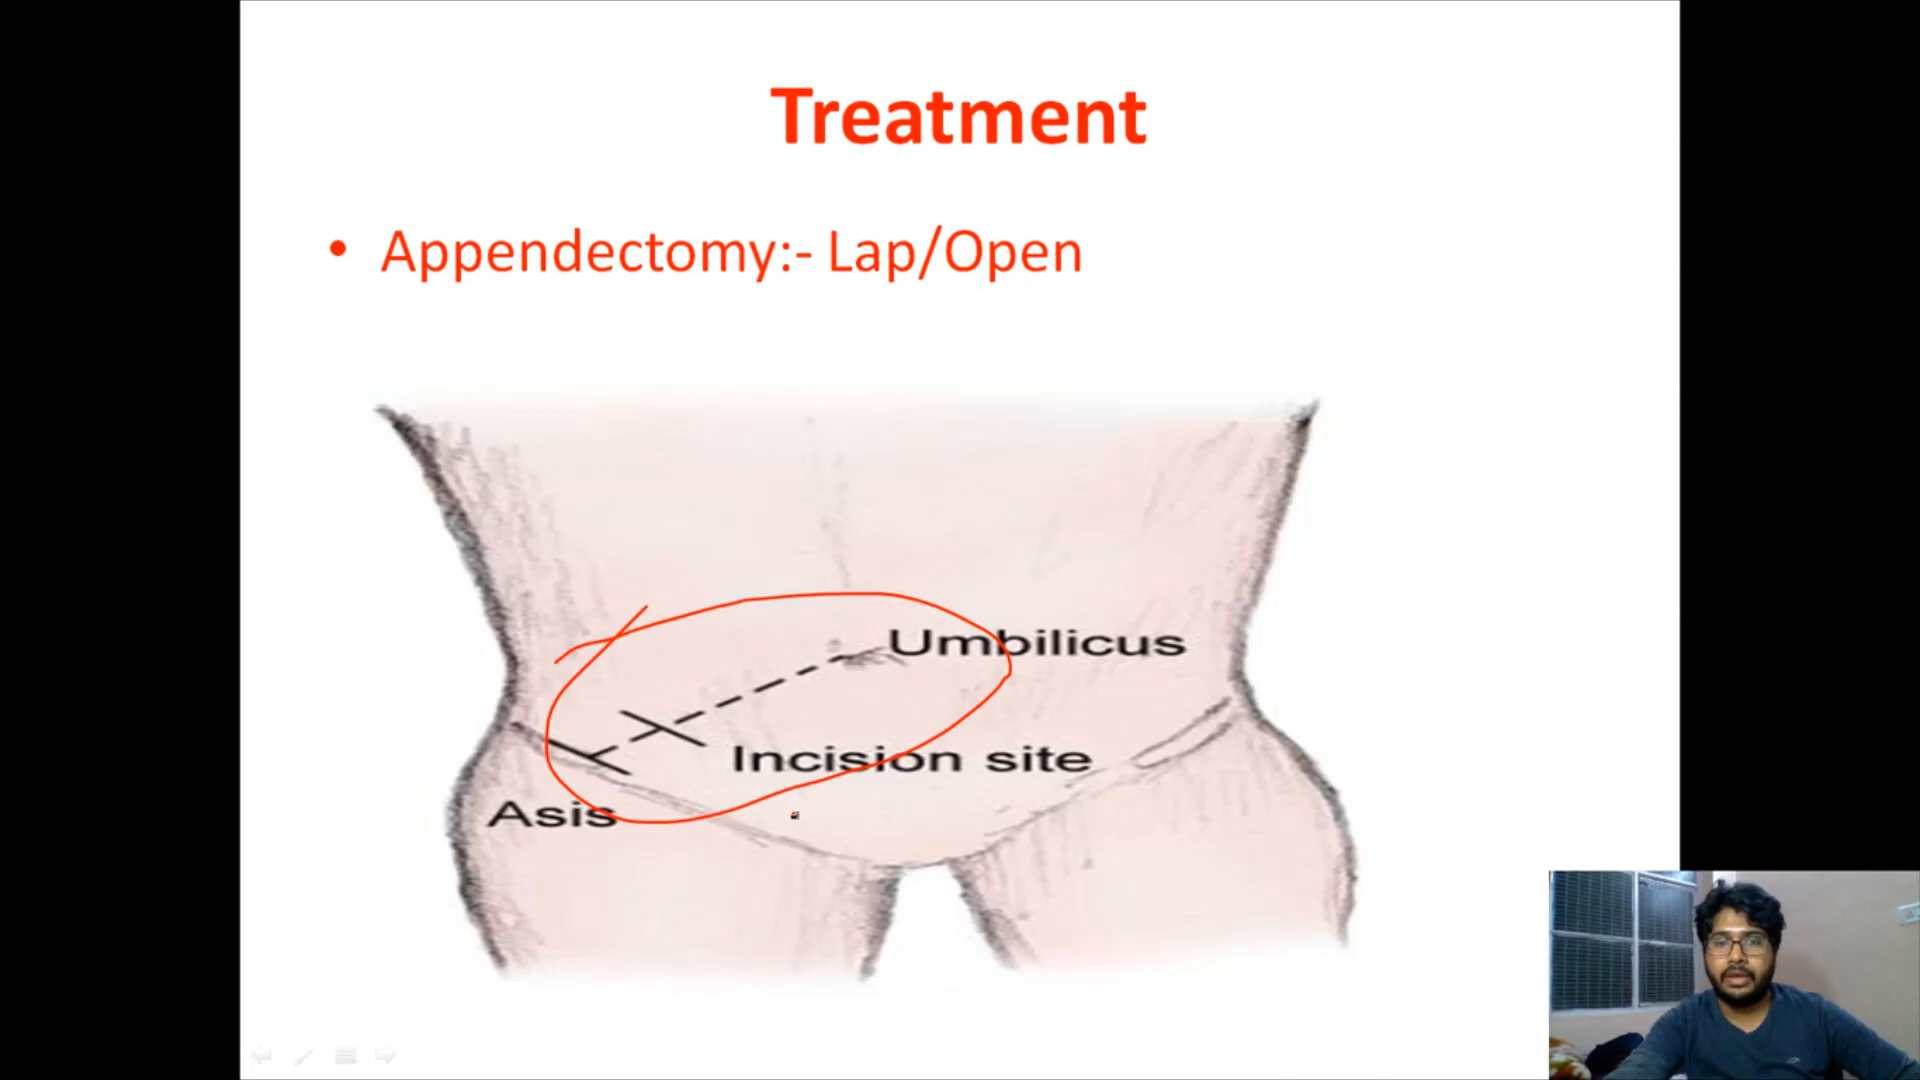 Treatment
• Appendectomy:- Lap/Open
Umbilicus
Incision site
Asis